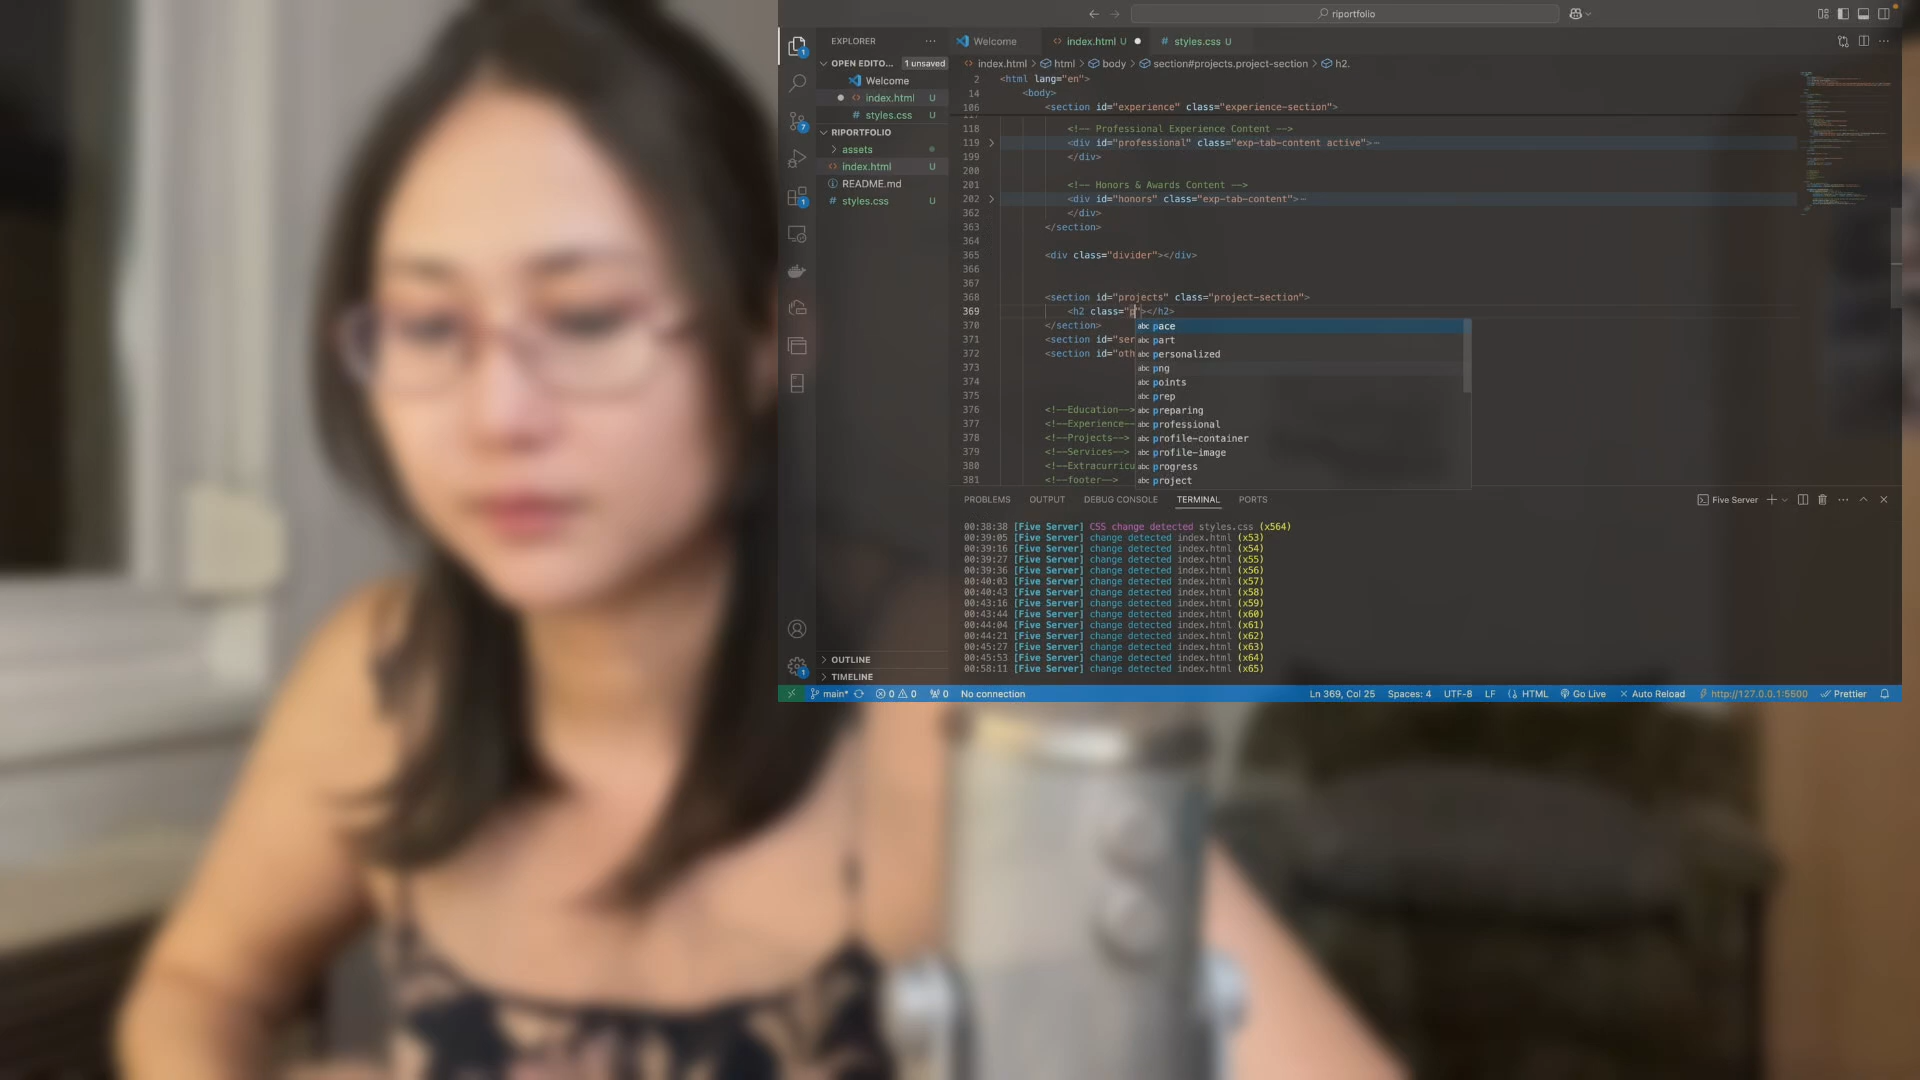 riportfolio
EXPLORER
Welcome
index.html U
# styles.css U
OPEN EDITO... 1 unsaved
Welcome
index.html U
# styles.css U
RIPORTFOLIO
assets
index.html U
README.md
# styles.css U
OUTLINE
TIMELINE
index.html > html > body > section#projects.project-section > h2.
2 <html lang="en">
14 <body>
106 <section id="experience" class="experience-section">
117
118 <!-- Professional Experience Content -->
119 <div id="professional" class="exp-tab-content active">
199 </div>
200
201 <!-- Honors & Awards Content -->
202 <div id="honors" class="exp-tab-content">
362 </div>
363 </section>
364
365 <div class="divider"></div>
366
367
368 <section id="projects" class="project-section">
369 <h2 class="p"></h2>
370 </section>
371 <section id="ser
372 <section id="oth
373
374
375
376 <!--Education-->
377 <!--Experience--
378 <!--Projects-->
379 <!--Services-->
380 <!--Extracurricu
381 <!--footer-->
abc pace
abc part
abc personalized
abc png
abc points
abc prep
abc preparing
abc professional
abc profile-container
abc profile-image
abc progress
abc project
PROBLEMS OUTPUT DEBUG CONSOLE TERMINAL PORTS
Five Server
00:38:38 [Five Server] CSS change detected styles.css (x564)
00:39:05 [Five Server] change detected index.html (x53)
00:39:16 [Five Server] change detected index.html (x54)
00:39:27 [Five Server] change detected index.html (x55)
00:39:36 [Five Server] change detected index.html (x56)
00:40:03 [Five Server] change detected index.html (x57)
00:40:43 [Five Server] change detected index.html (x58)
00:43:16 [Five Server] change detected index.html (x59)
00:43:44 [Five Server] change detected index.html (x60)
00:44:04 [Five Server] change detected index.html (x61)
00:44:21 [Five Server] change detected index.html (x62)
00:45:27 [Five Server] change detected index.html (x63)
00:45:53 [Five Server] change detected index.html (x64)
00:58:11 [Five Server] change detected index.html (x65)
main* 0 0 0 No connection
Ln 369, Col 25 Spaces: 4 UTF-8 LF HTML Go Live Auto Reload http://127.0.0.1:5500 Prettier